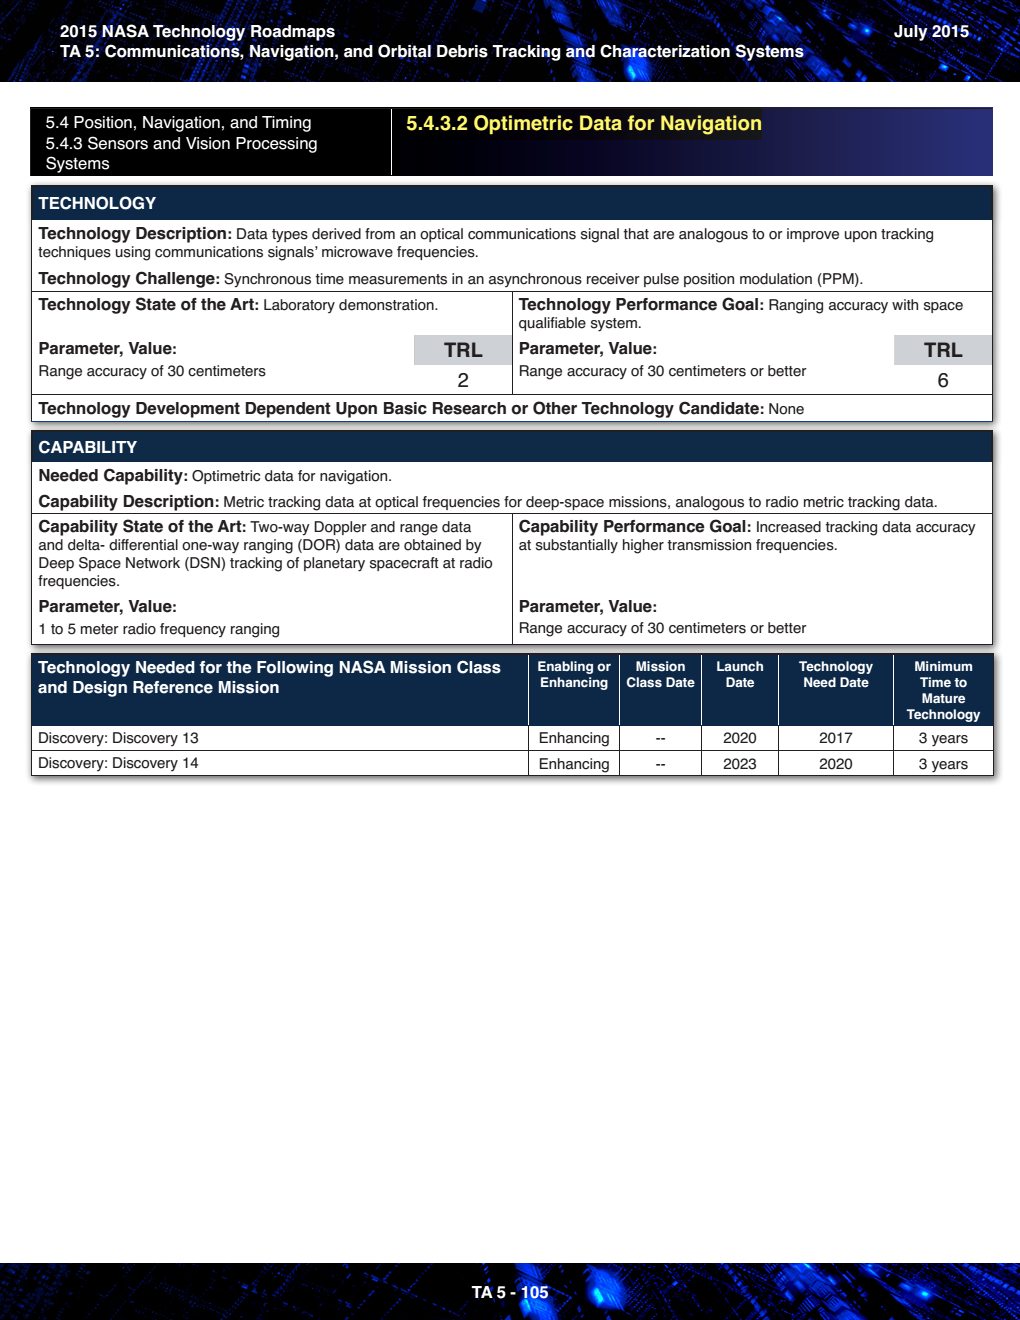 2015 NASA Technology Roadmaps
July 2015
TA 5: Communications, Navigation, and Orbital Debris Tracking and Characterization Systems
5.4 Position, Navigation, and Timing
5.4.3 Sensors and Vision Processing
Systems
5.4.3.2 Optimetric Data for Navigation
TECHNOLOGY
Technology Description: Data types derived from an optical communications signal that are analogous to or improve upon tracking
techniques using communications signals' microwave frequencies.
Technology Challenge: Synchronous time measurements in an asynchronous receiver pulse position modulation (PPM).
Technology State of the Art: Laboratory demonstration.
Parameter, Value:
Range accuracy of 30 centimeters
TRL
2
Technology Performance Goal: Ranging accuracy with space
qualifiable system.
Parameter, Value:
Range accuracy of 30 centimeters or better
TRL
6
Technology Development Dependent Upon Basic Research or Other Technology Candidate: None
CAPABILITY
Needed Capability: Optimetric data for navigation.
Capability Description: Metric tracking data at optical frequencies for deep-space missions, analogous to radio metric tracking data.
Capability State of the Art: Two-way Doppler and range data
and delta- differential one-way ranging (DOR) data are obtained by
Deep Space Network (DSN) tracking of planetary spacecraft at radio
frequencies.
Parameter, Value:
1 to 5 meter radio frequency ranging
Capability Performance Goal: Increased tracking data accuracy
at substantially higher transmission frequencies.
Parameter, Value:
Range accuracy of 30 centimeters or better
Technology Needed for the Following NASA Mission Class
and Design Reference Mission
Enabling or
Enhancing
Mission
Class Date
Launch
Date
Technology
Need Date
Minimum
Time to
Mature
Technology
Discovery: Discovery 13 Enhancing -- 2020 2017 3 years
Discovery: Discovery 14 Enhancing -- 2023 2020 3 years
TA 5 - 105